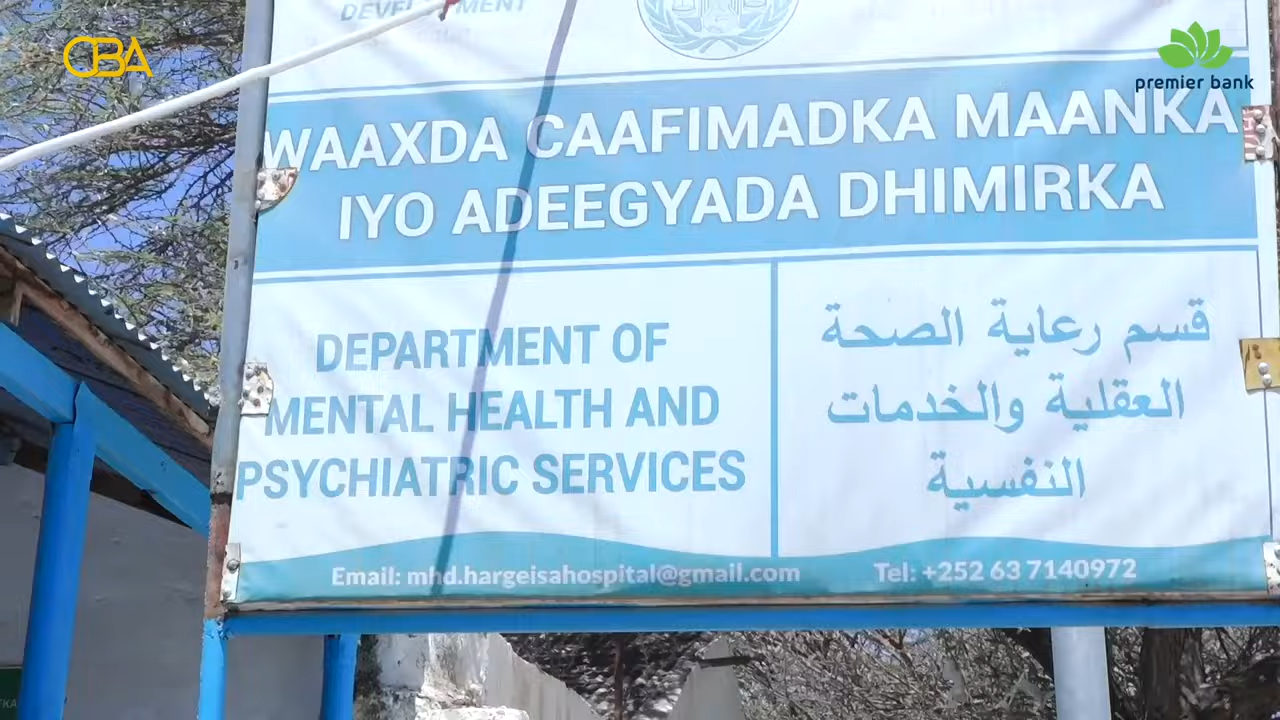 CBA
premier bank
DEVELOPMENT
WAAXDA CAAFIMADKA MAANKA
IYO ADEEGYADA DHIMIRKA
DEPARTMENT OF
MENTAL HEALTH AND
PSYCHIATRIC SERVICES
قسم رعاية الصحة
العقلية والخدمات
النفسية
Email: mhd.hargeisahospital@gmail.com
Tel: +252 63 7140972